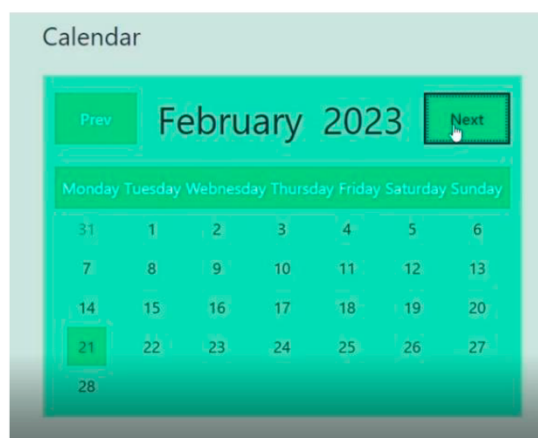 Calendar
Prev February 2023 Next
Monday Tuesday Webnesday Thursday Friday Saturday Sunday
31 1 2 3 4 5 6
7 8 9 10 11 12 13
14 15 16 17 18 19 20
21 22 23 24 25 26 27
28